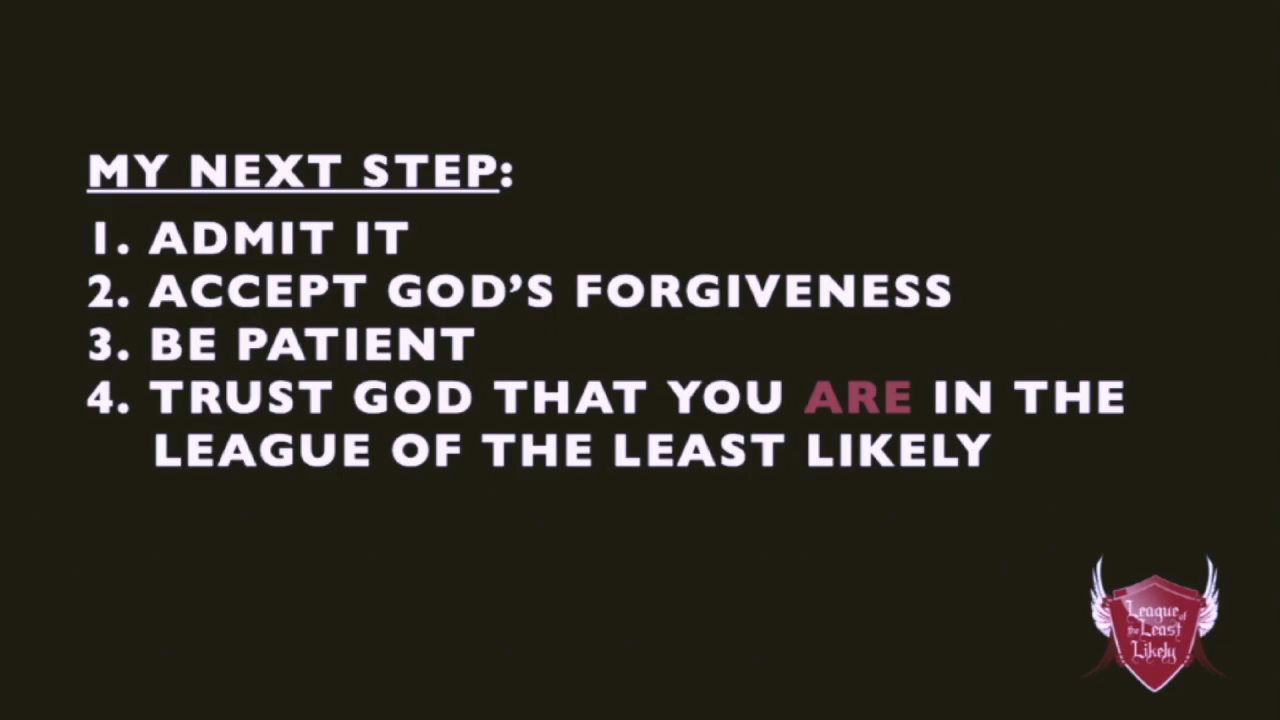 MY NEXT STEP:
1. ADMIT IT
2. ACCEPT GOD’S FORGIVENESS
3. BE PATIENT
4. TRUST GOD THAT YOU ARE IN THE
LEAGUE OF THE LEAST LIKELY
League of
the Least
Likely